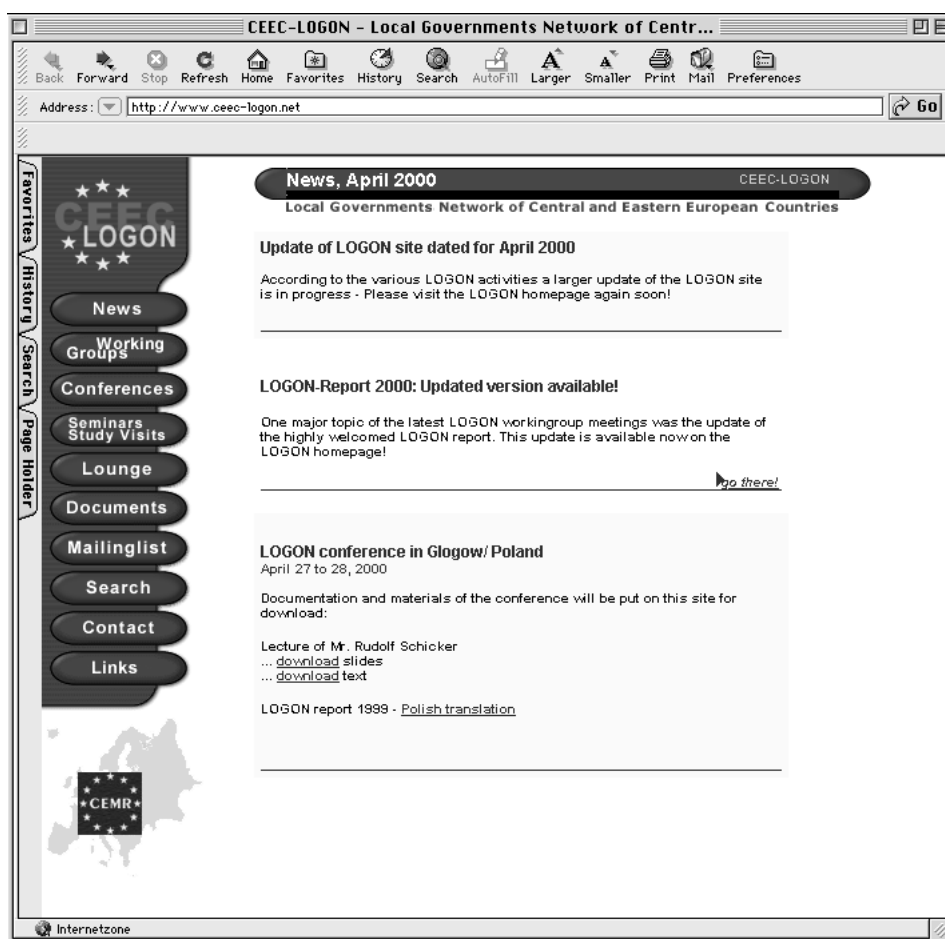 CEEC-LOGON - Local Governments Network of Centr...
Back Forward Stop Refresh Home Favorites History Search AutoFill Larger Smaller Print Mail Preferences
Address: http://www.ceec-logon.net Go
Favorites
History
Search
Page Holder
CEEC
LOGON
News
Working
Groups
Conferences
Seminars
Study Visits
Lounge
Documents
Mailinglist
Search
Contact
Links
CEMR
News, April 2000 CEEC-LOGON
Local Governments Network of Central and Eastern European Countries
Update of LOGON site dated for April 2000
According to the various LOGON activities a larger update of the LOGON site
is in progress - Please visit the LOGON homepage again soon!
LOGON-Report 2000: Updated version available!
One major topic of the latest LOGON workingroup meetings was the update of
the highly welcomed LOGON report. This update is available now on the
LOGON homepage!
go there!
LOGON conference in Glogow/ Poland
April 27 to 28, 2000
Documentation and materials of the conference will be put on this site for
download:
Lecture of Mr. Rudolf Schicker
... download slides
... download text
LOGON report 1999 - Polish translation
Internetzone